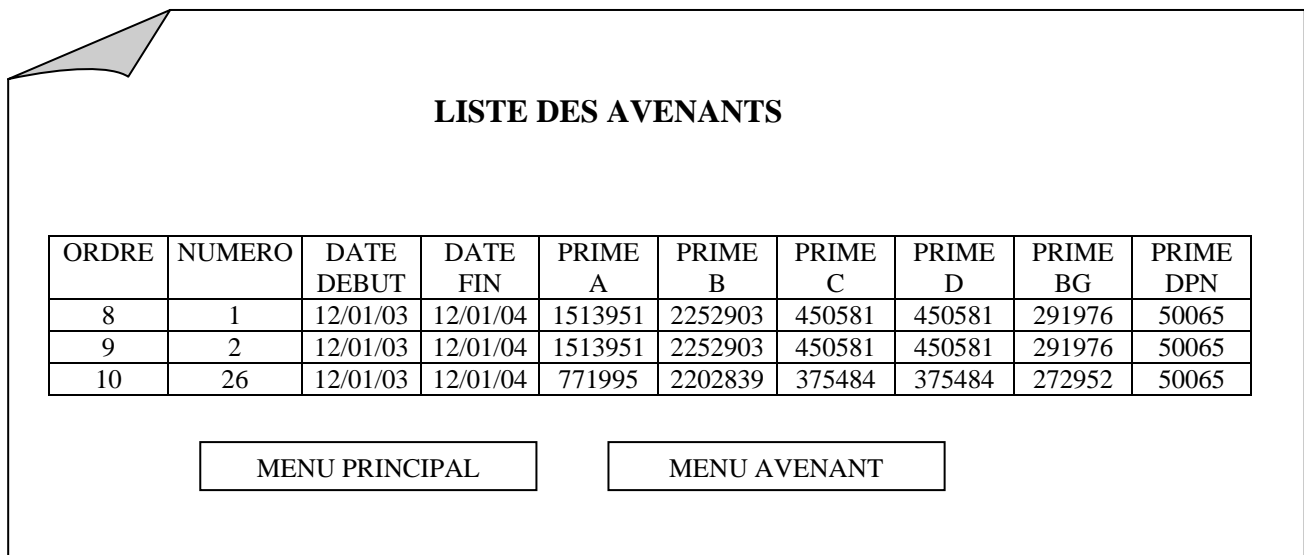 LISTE DES AVENANTS
ORDRE NUMERO DATE DEBUT DATE FIN PRIME A PRIME B PRIME C PRIME D PRIME BG PRIME DPN
8 1 12/01/03 12/01/04 1513951 2252903 450581 450581 291976 50065
9 2 12/01/03 12/01/04 1513951 2252903 450581 450581 291976 50065
10 26 12/01/03 12/01/04 771995 2202839 375484 375484 272952 50065
MENU PRINCIPAL MENU AVENANT